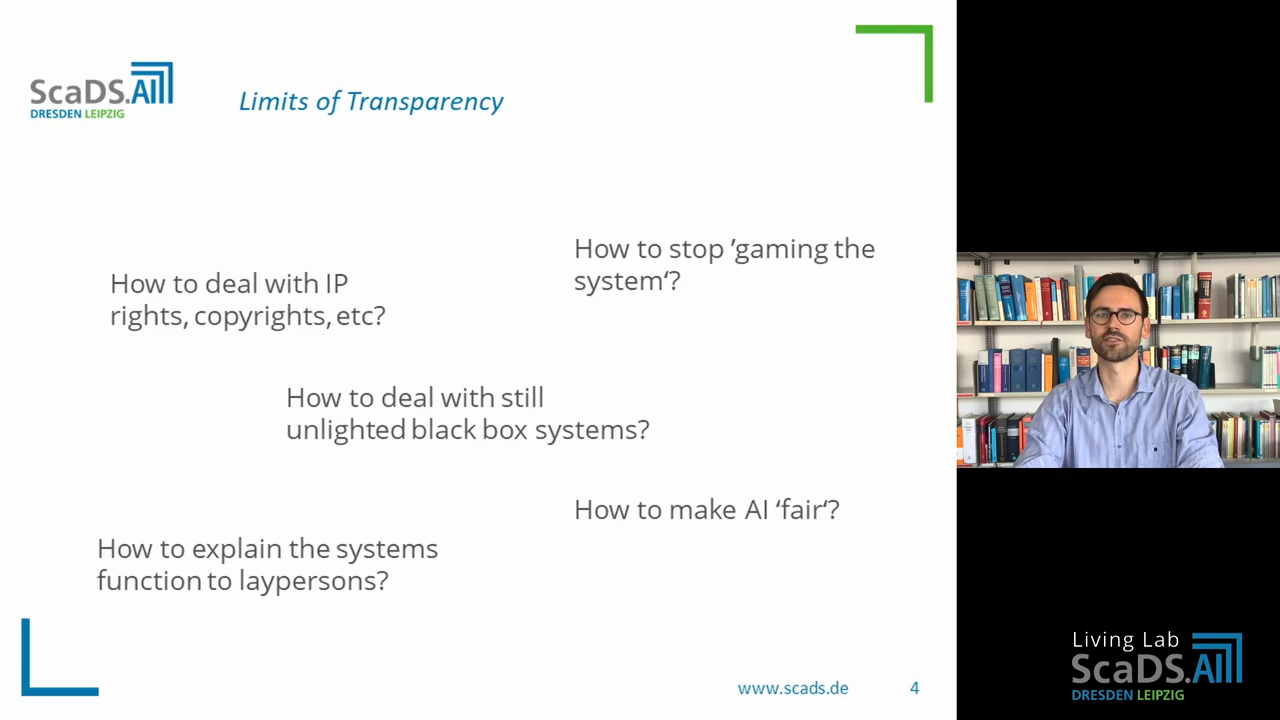 ScaDS.AI
DRESDEN LEIPZIG
Limits of Transparency
How to stop ’gaming the
system‘?
How to deal with IP
rights, copyrights, etc?
How to deal with still
unlighted black box systems?
How to make AI ‘fair‘?
How to explain the systems
function to laypersons?
www.scads.de
4
Living Lab
ScaDS.AI
DRESDEN LEIPZIG